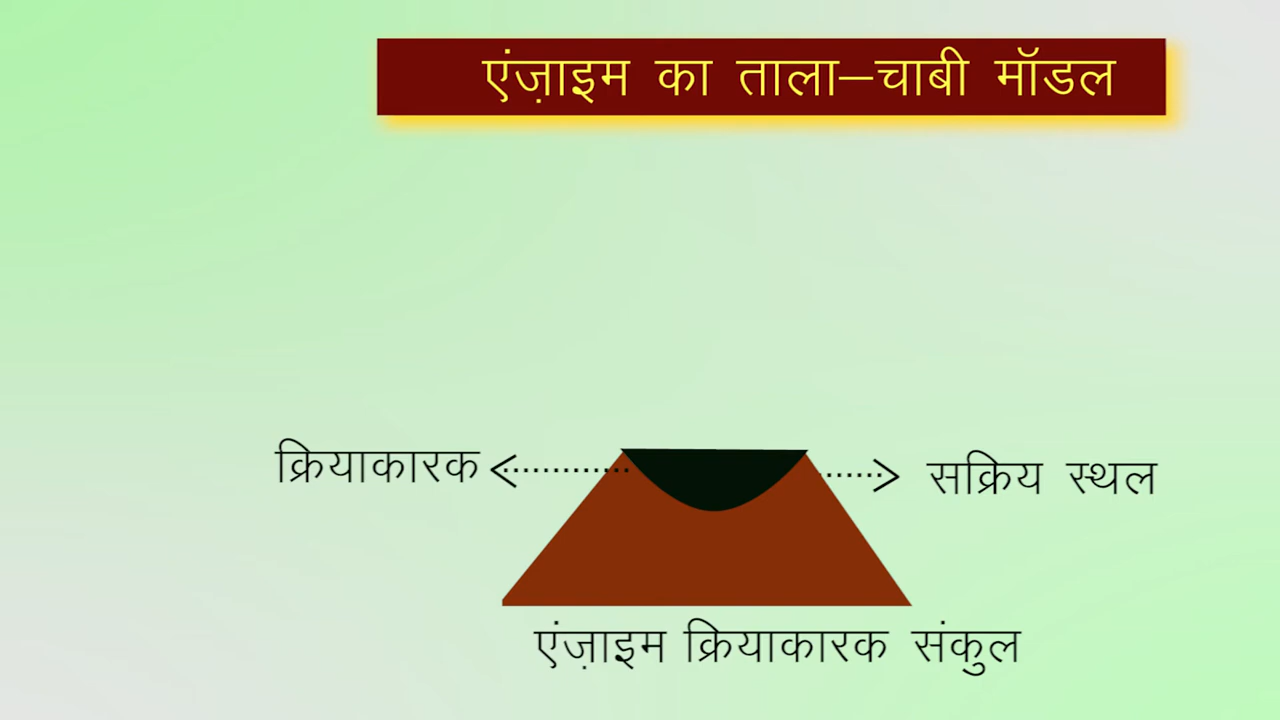 एंज़ाइम का ताला–चाबी मॉडल
क्रियाकारक
सक्रिय स्थल
एंज़ाइम क्रियाकारक संकुल